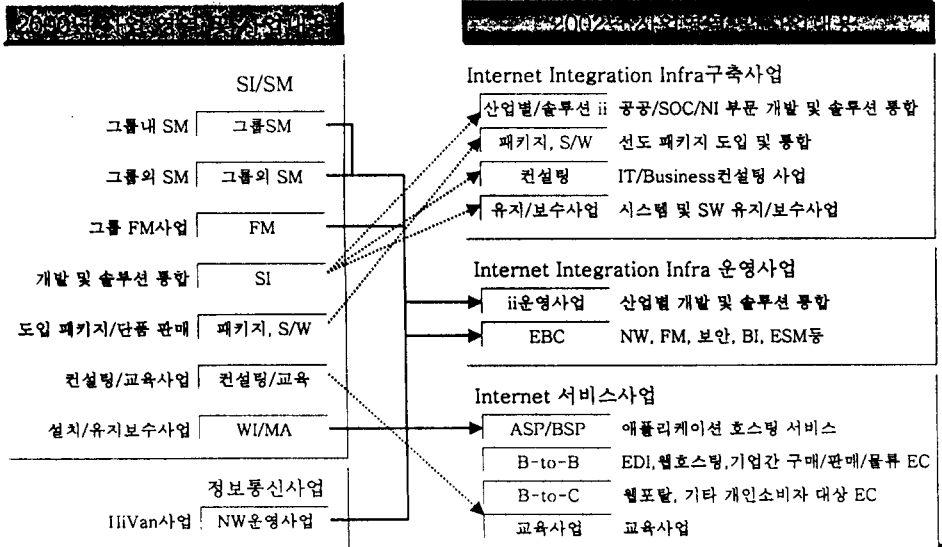 SI/SM
그룹내 SM 그룹SM
그룹외 SM 그룹외 SM
그룹 FM사업 FM
개발 및 솔루션 통합 SI
도입 패키지/단품 판매 패키지, S/W
컨설팅/교육사업 컨설팅/교육
설치/유지보수사업 WI/MA
정보통신사업
HiVan사업 NW운영사업
Internet Integration Infra구축사업
산업별/솔루션 ii 공공/SOC/NI 부문 개발 및 솔루션 통합
패키지, S/W 선도 패키지 도입 및 통합
컨설팅 IT/Business컨설팅 사업
유지/보수사업 시스템 및 SW 유지/보수사업
Internet Integration Infra 운영사업
ii운영사업 산업별 개발 및 솔루션 통합
EBC NW, FM, 보안, BI, ESM등
Internet 서비스사업
ASP/BSP 애플리케이션 호스팅 서비스
B-to-B EDI,웹호스팅,기업간 구매/판매/물류 EC
B-to-C 웹포탈, 기타 개인소비자 대상 EC
교육사업 교육사업